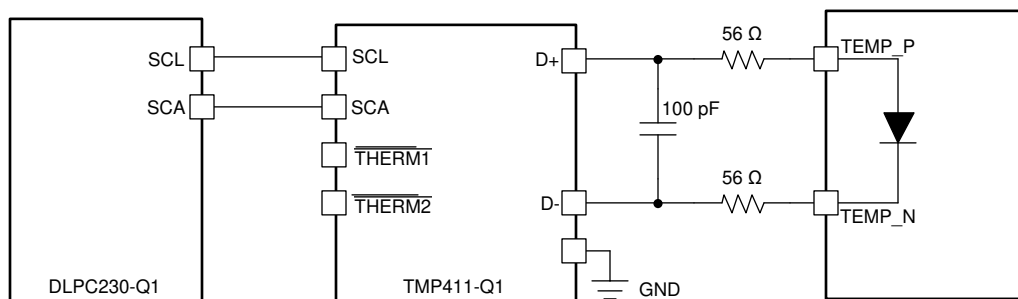 SCL
SCA
DLPC230-Q1
SCL
SCA
THERM1
THERM2
D+
D-
TMP411-Q1
GND
56 Ω
100 pF
56 Ω
TEMP_P
TEMP_N